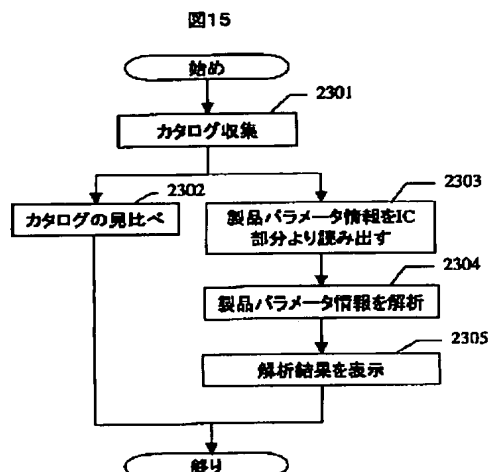 図15
始め
2301
カタログ収集
2302
カタログの見比べ
2303
製品パラメータ情報をIC
部分より読み出す
2304
製品パラメータ情報を解析
2305
解析結果を表示
終り